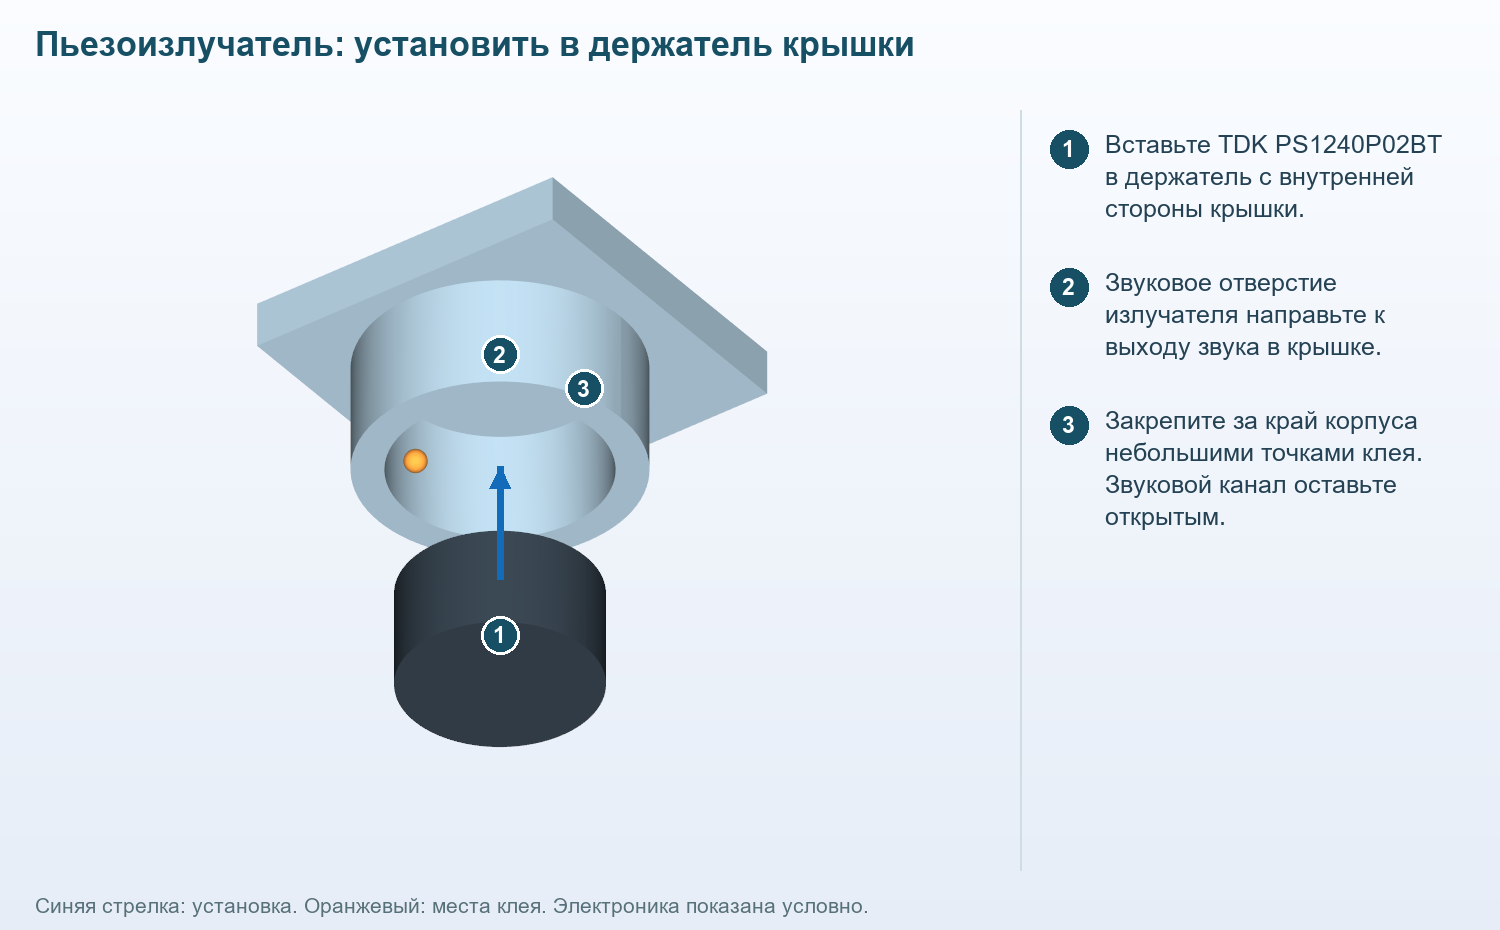 Пьезоизлучатель: установить в держатель крышки
1
Вставьте TDK PS1240P02BT
в держатель с внутренней
стороны крышки.
2
Звуковое отверстие
излучателя направьте к
выходу звука в крышке.
3
Закрепите за край корпуса
небольшими точками клея.
Звуковой канал оставьте
открытым.
2
3
1
Синяя стрелка: установка. Оранжевый: места клея. Электроника показана условно.